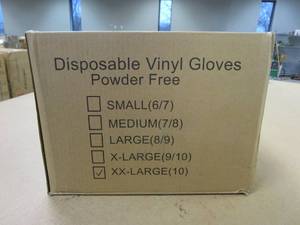 Disposable Vinyl Gloves
Powder Free
SMALL(6/7)
MEDIUM(7/8)
LARGE(8/9)
X-LARGE(9/10)
XX-LARGE(10)